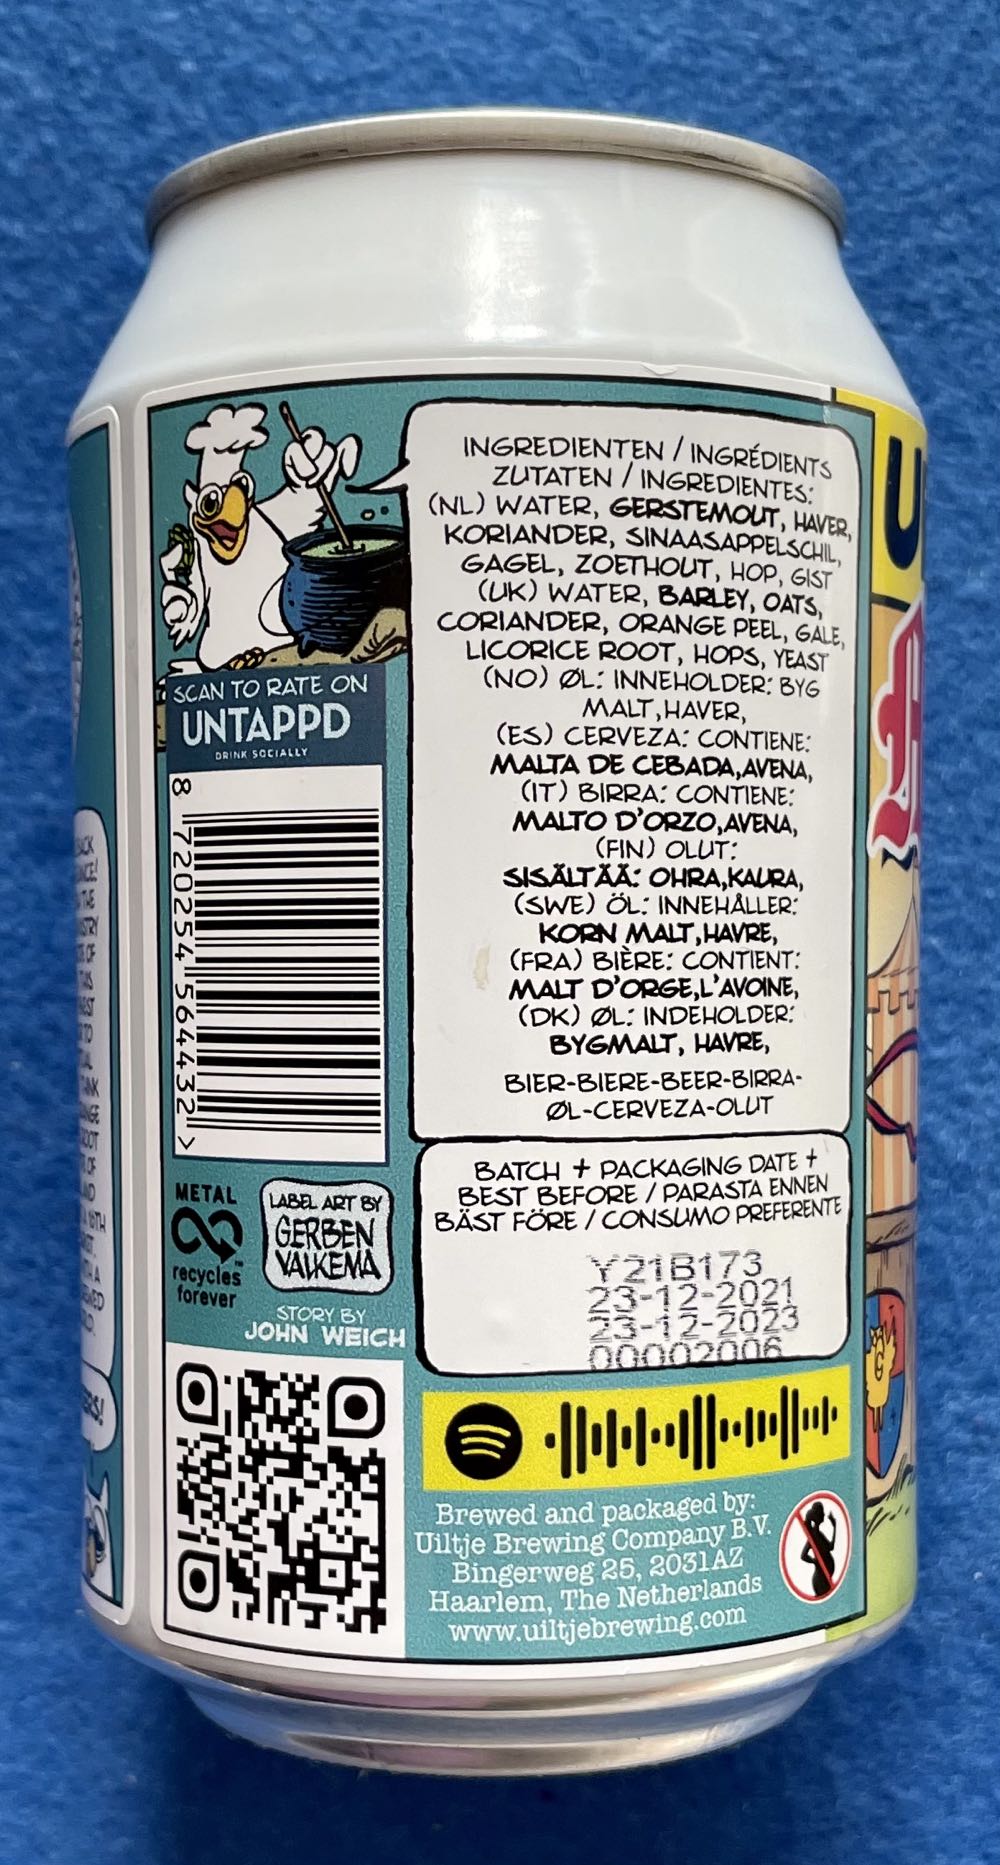 INGREDIENTEN / INGRÉDIENTS
ZUTATEN / INGREDIENTES:
(NL) WATER, GERSTEMOUT, HAVER,
KORIANDER, SINAASAPPELSCHIL,
GAGEL, ZOETHOUT, HOP, GIST
(UK) WATER, BARLEY, OATS,
CORIANDER, ORANGE PEEL, GALE,
LICORICE ROOT, HOPS, YEAST
(NO) ØL: INNEHOLDER: BYG
MALT,HAVER,
(ES) CERVEZA: CONTIENE:
MALTA DE CEBADA,AVENA,
(IT) BIRRA: CONTIENE:
MALTO D'ORZO,AVENA,
(FIN) OLUT:
SISÄLTÄÄ: OHRA,KAURA,
(SWE) ÖL: INNEHÅLLER:
KORN MALT,HAVRE,
(FRA) BIÈRE: CONTIENT:
MALT D'ORGE,L'AVOINE,
(DK) ØL: INDEHOLDER:
BYGMALT, HAVRE,
BIER-BIERE-BEER-BIRRA-
ØL-CERVEZA-OLUT
SCAN TO RATE ON
UNTAPPD
DRINK SOCIALLY
8 720254 564432 >
METAL
recycles™
forever
LABEL ART BY
GERBEN
VALKEMA
STORY BY
JOHN WEICH
BATCH + PACKAGING DATE +
BEST BEFORE / PARASTA ENNEN
BÄST FÖRE / CONSUMO PREFERENTE
Y21B173
23-12-2021
23-12-2023
00002006
Brewed and packaged by:
Uiltje Brewing Company B.V.
Bingerweg 25, 2031AZ
Haarlem, The Netherlands
www.uiltjebrewing.com